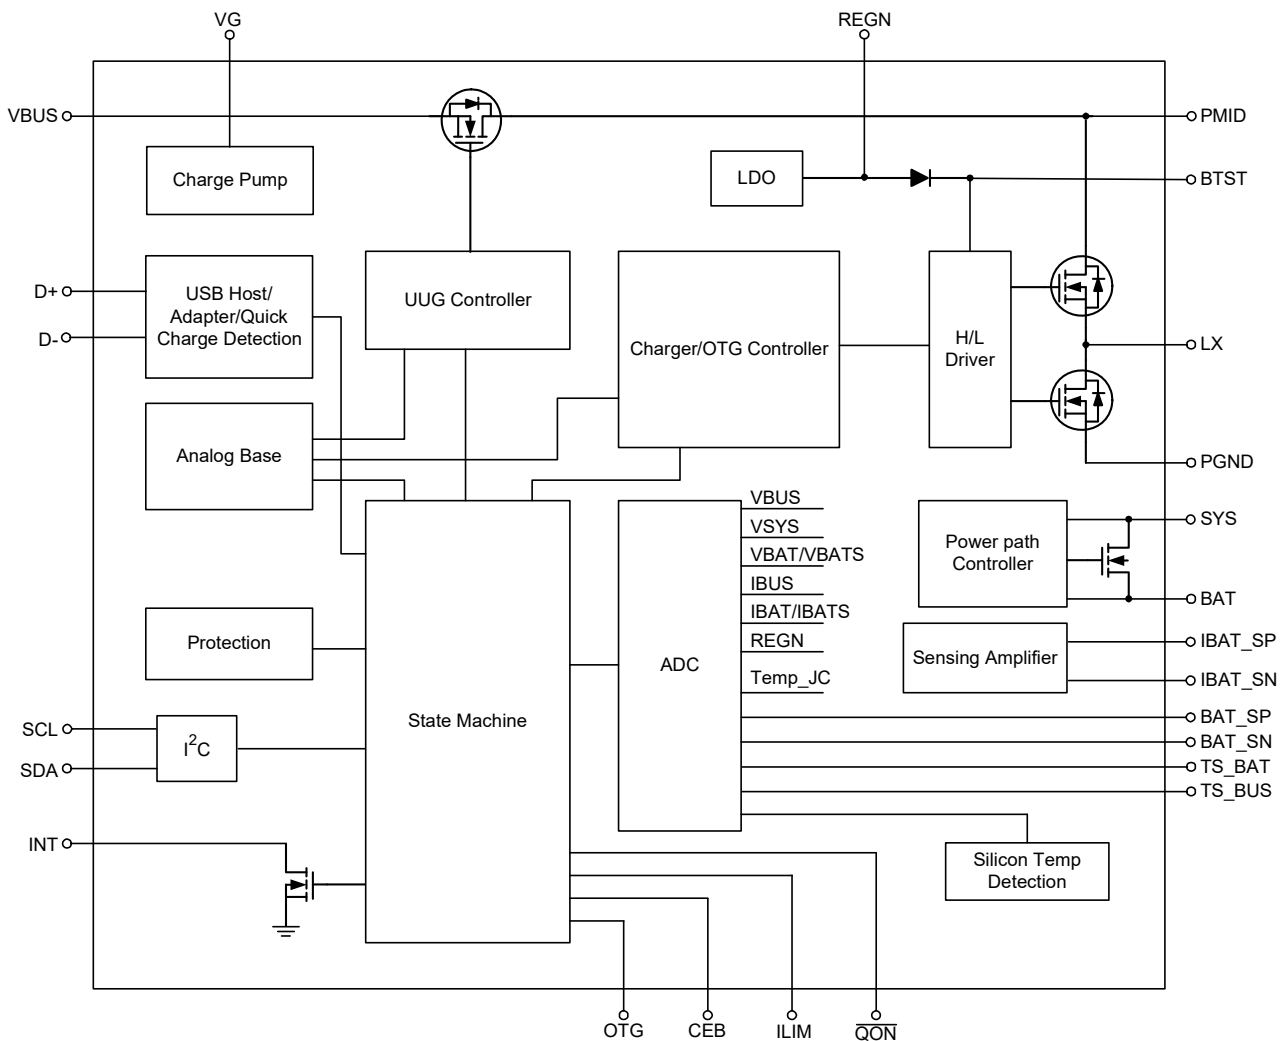 VG
REGN
VBUS
PMID
Charge Pump
LDO
BTST
D+
D-
USB Host/
Adapter/Quick
Charge Detection
UUG Controller
Charger/OTG Controller
H/L
Driver
LX
Analog Base
PGND
VBUS
VSYS
VBAT/VBATS
IBUS
IBAT/IBATS
REGN
Temp_JC
ADC
Power path
Controller
SYS
BAT
Sensing Amplifier
IBAT_SP
IBAT_SN
Protection
State Machine
BAT_SP
BAT_SN
TS_BAT
TS_BUS
SCL
SDA
I2C
INT
Silicon Temp
Detection
OTG
CEB
ILIM
QON